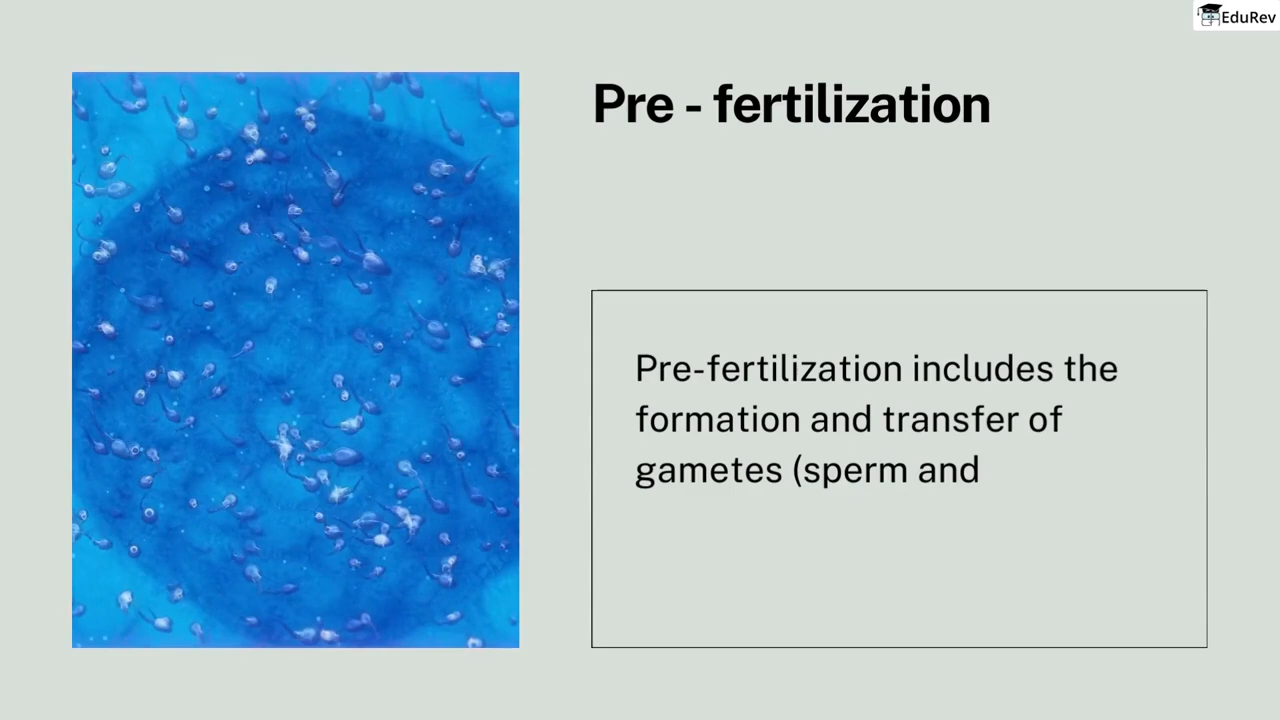 EduRev
Pre - fertilization
Pre-fertilization includes the
formation and transfer of
gametes (sperm and